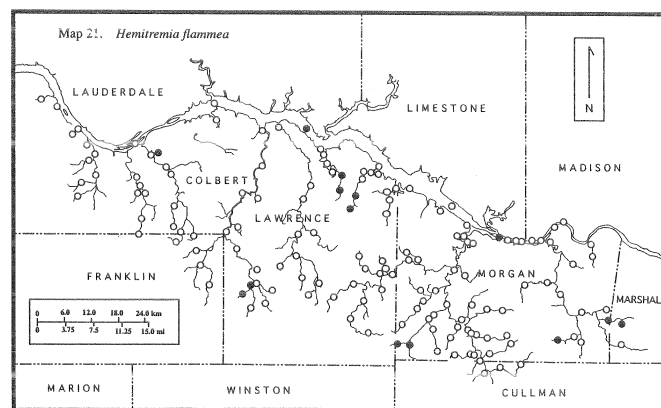 Map 21. Hemitremia flammea
LAUDERDALE
LIMESTONE
N
MADISON
COLBERT
LAWRENCE
FRANKLIN
MORGAN
MARSHAL
0 6.0 12.0 18.0 24.0 km
0 3.75 7.5 11.25 15.0 mi
MARION
WINSTON
CULLMAN